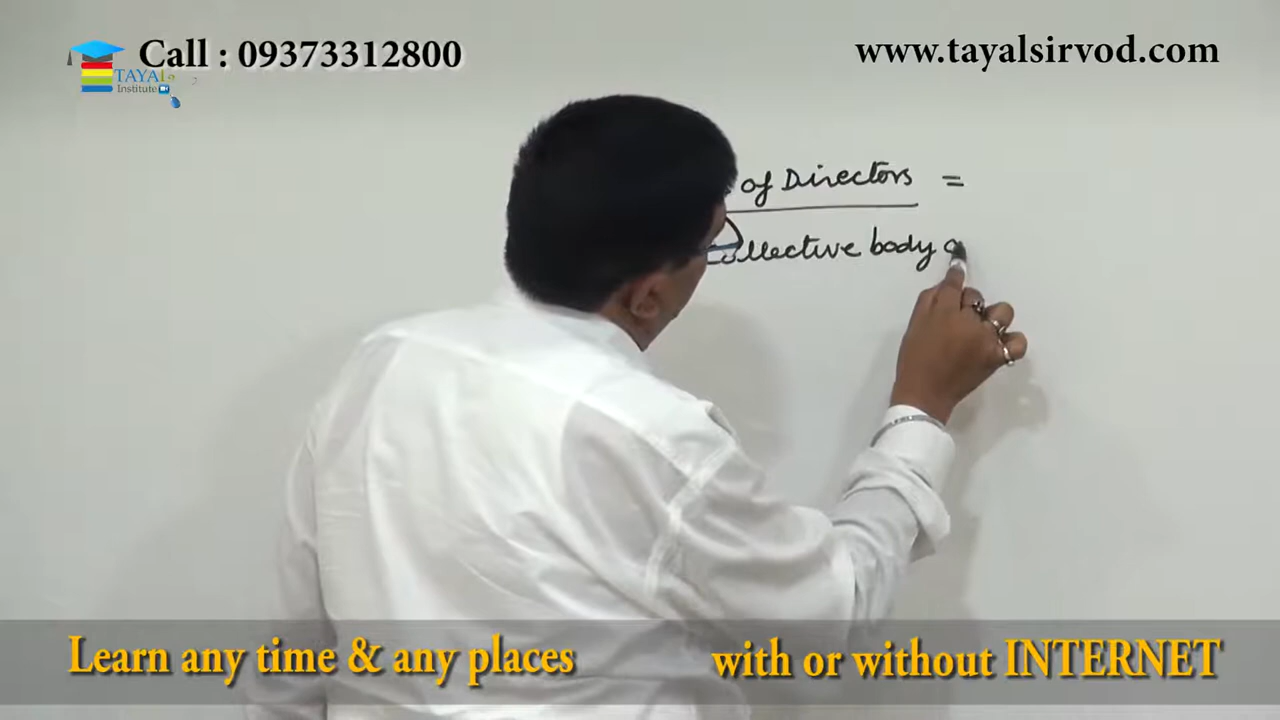 Call : 09373312800
www.tayalsirvod.com
TAYAL
Institute
of Directors =
Collective body
Learn any time & any places
with or without INTERNET